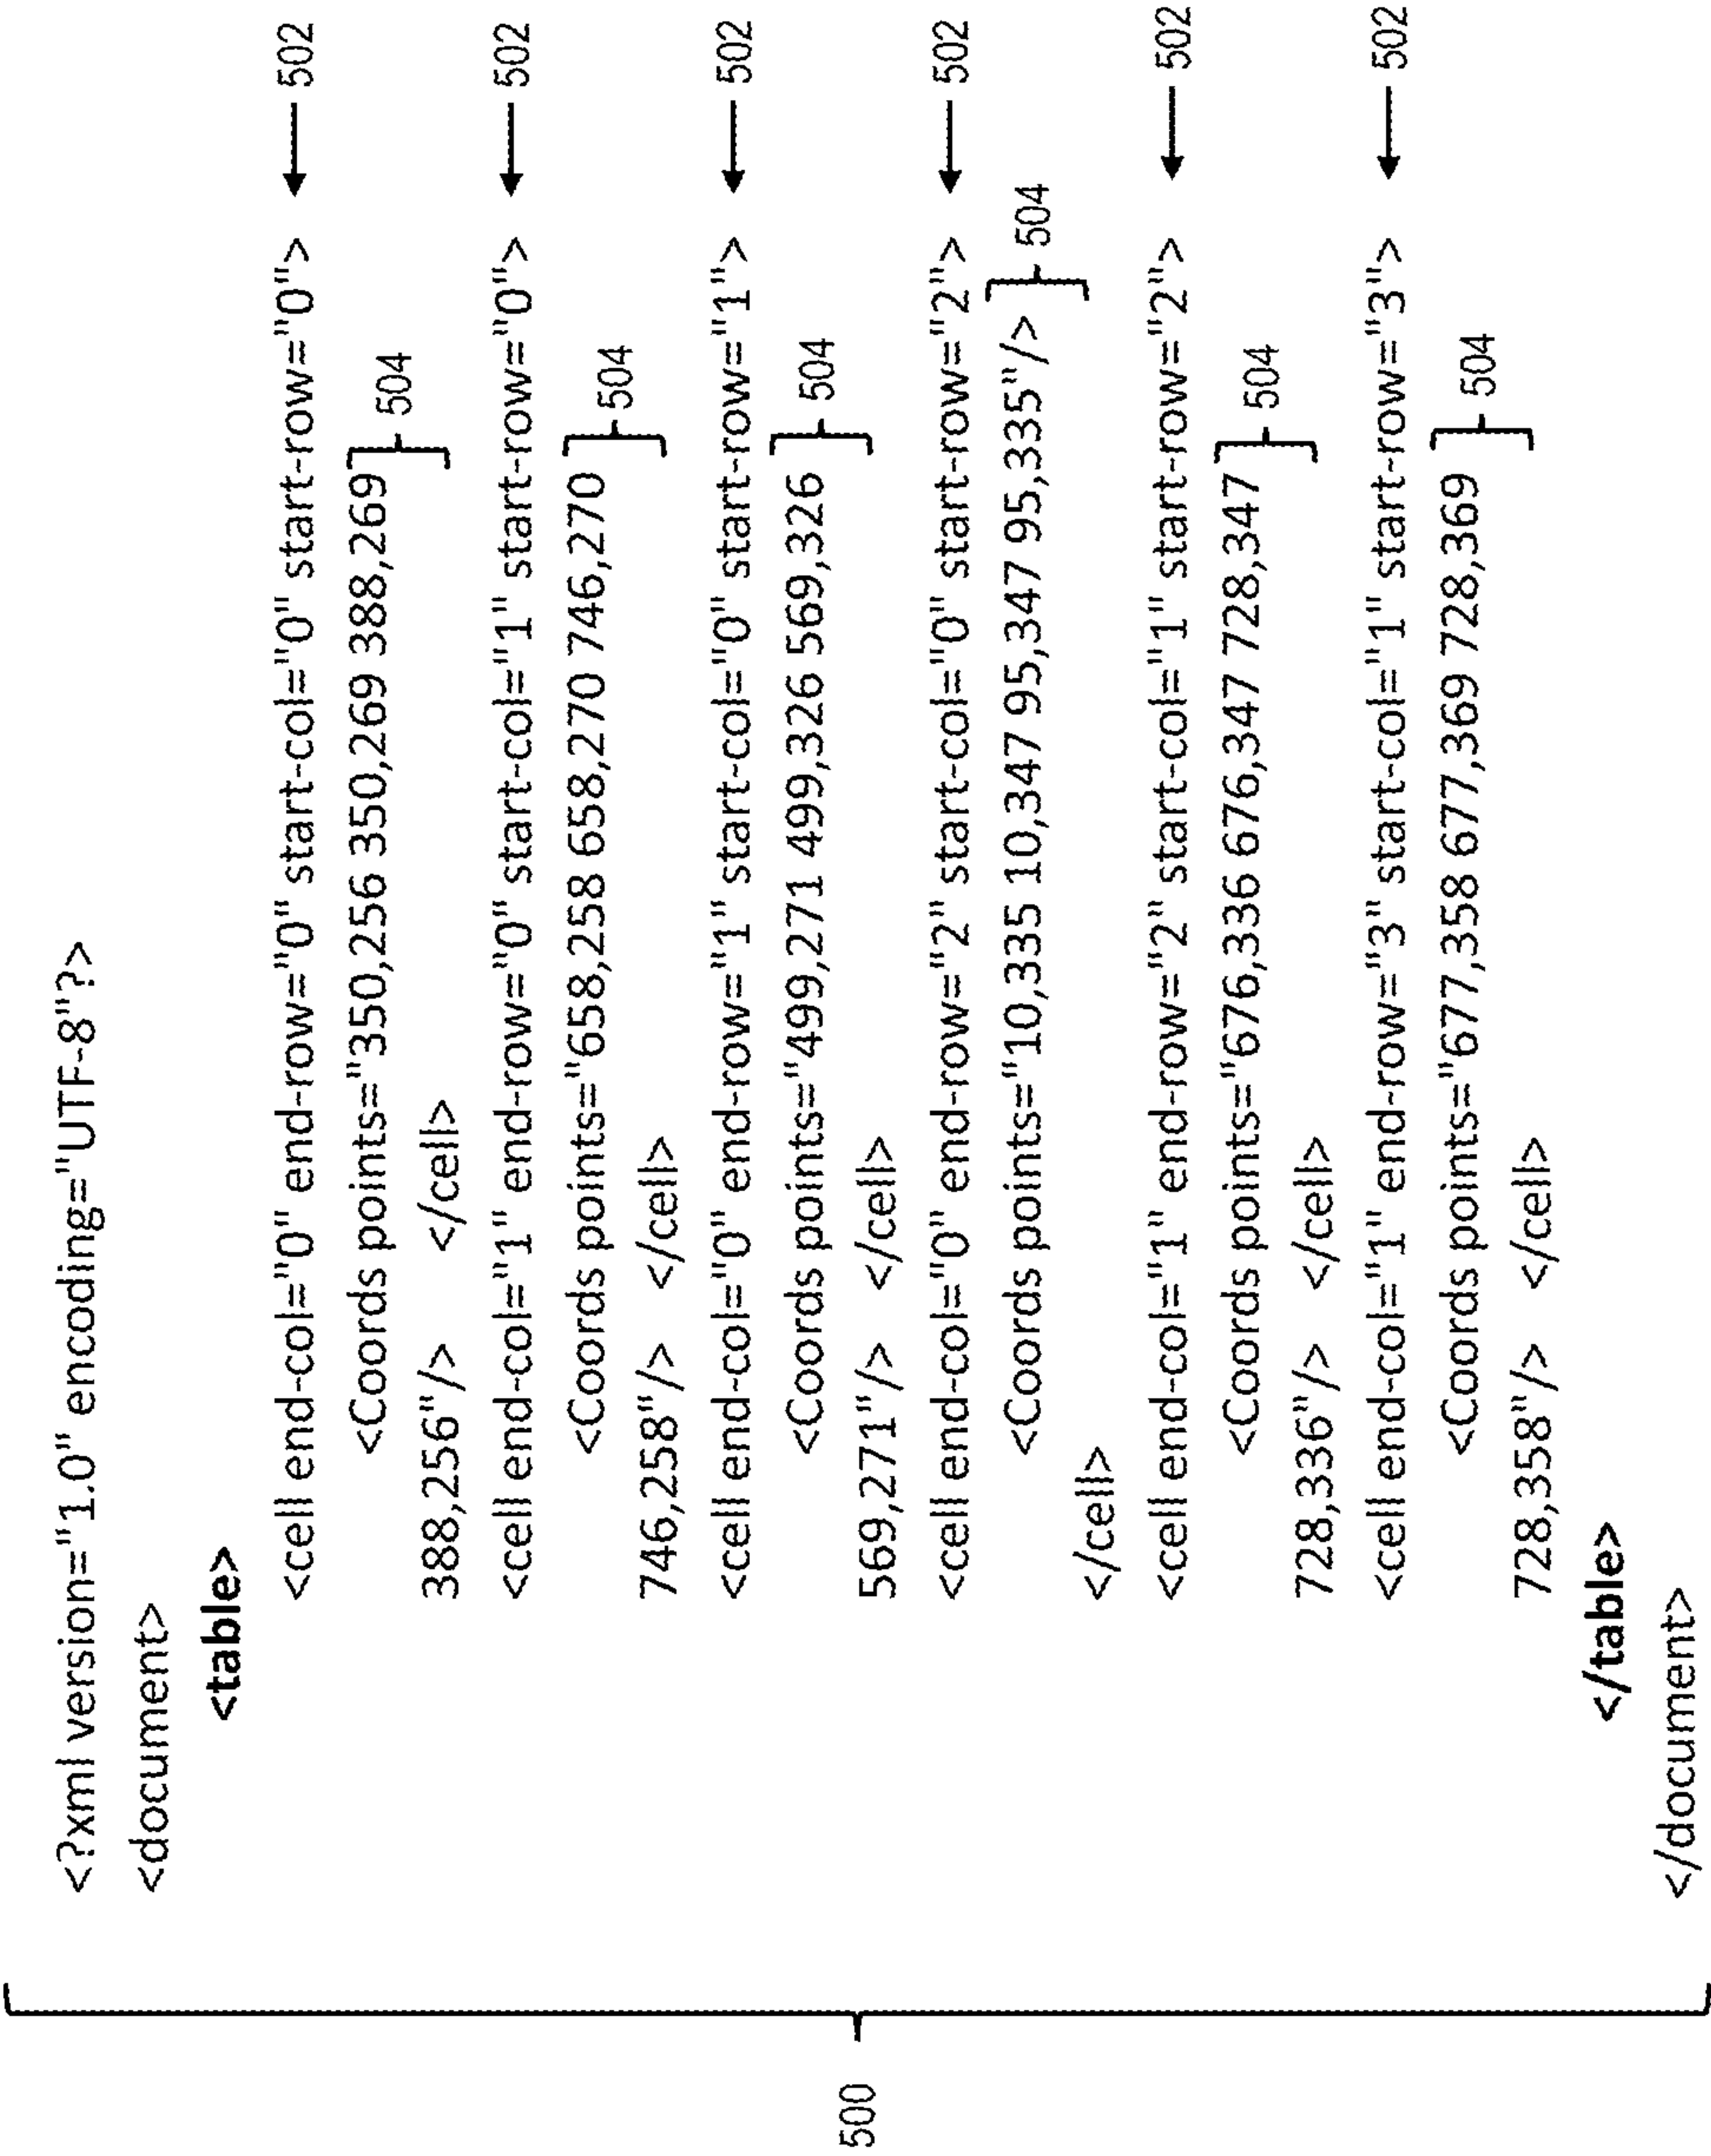 <?xml version="1.0" encoding="UTF-8"?>
<document>
<table>
<cell end-col="0" end-row="0" start-col="0" start-row="0"> 502
<Coords points="350,256 350,269 388,269 504
388,256"/> </cell>
<cell end-col="1" end-row="0" start-col="1" start-row="0"> 502
<Coords points="658,258 658,270 746,270 504
746,258"/> </cell>
<cell end-col="0" end-row="1" start-col="0" start-row="1"> 502
<Coords points="499,271 499,326 569,326 504
569,271"/> </cell>
<cell end-col="0" end-row="2" start-col="0" start-row="2"> 502
<Coords points="10,335 10,347 95,347 95,335"/> 504
</cell>
<cell end-col="1" end-row="2" start-col="1" start-row="2"> 502
<Coords points="676,336 676,347 728,347 504
728,336"/> </cell>
<cell end-col="1" end-row="3" start-col="1" start-row="3"> 502
<Coords points="677,358 677,369 728,369 504
728,358"/> </cell>
</table>
</document>
500